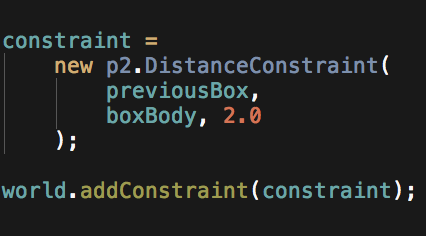 constraint =
    new p2.DistanceConstraint(
        previousBox,
        boxBody, 2.0
    );
world.addConstraint(constraint);